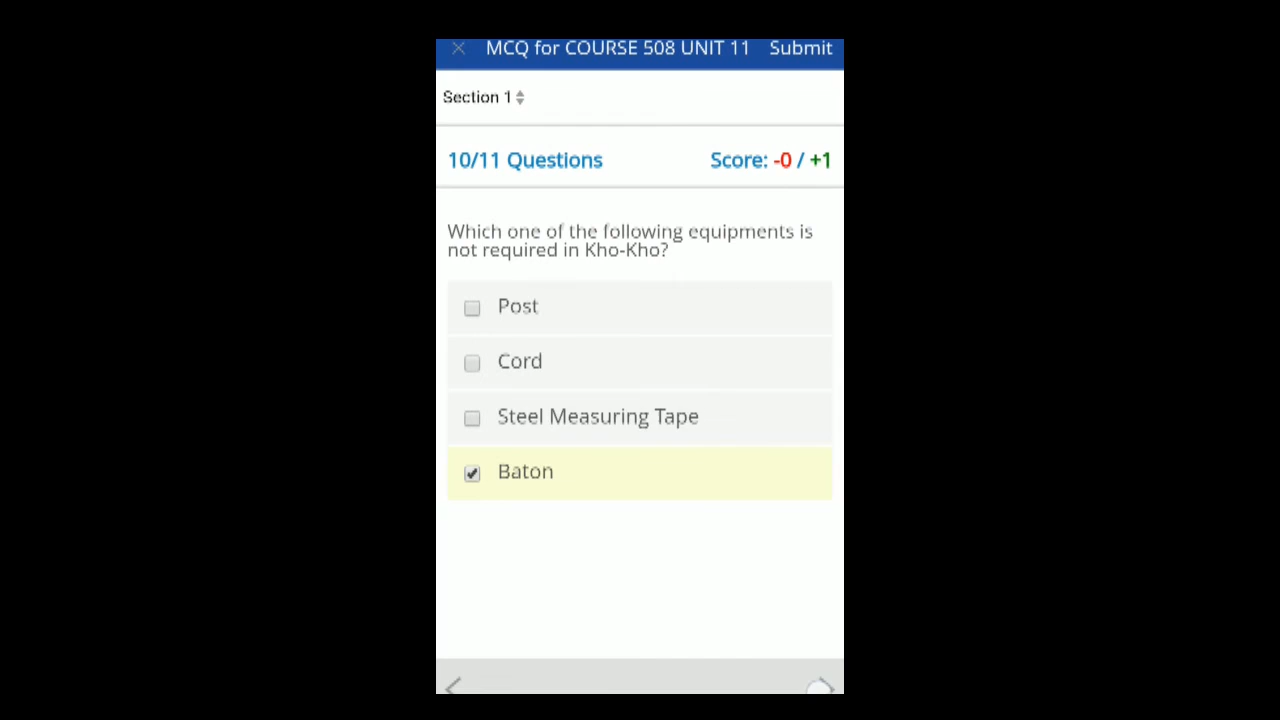 MCQ for COURSE 508 UNIT 11 Submit
Section 1
10/11 Questions Score: -0 / +1
Which one of the following equipments is
not required in Kho-Kho?
Post
Cord
Steel Measuring Tape
Baton